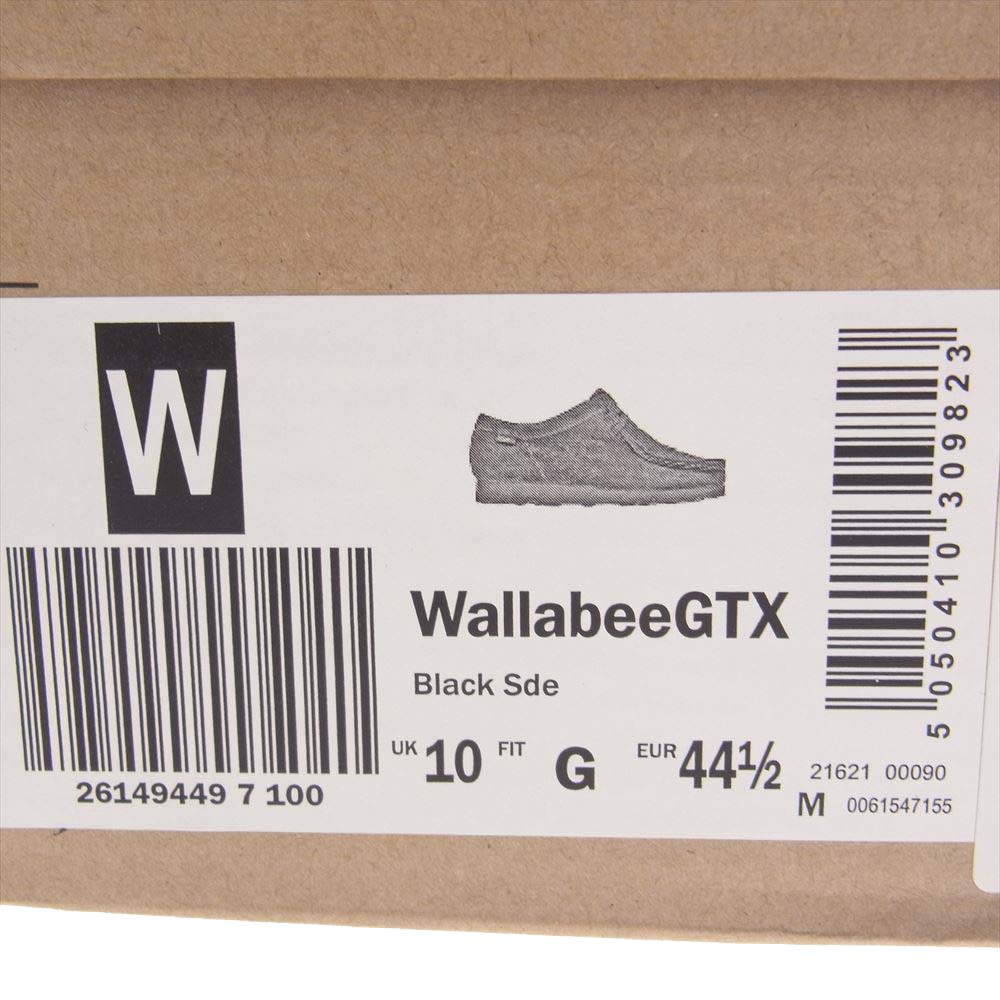 W
WallabeeGTX
Black Sde
UK 10 FIT G EUR 44½
26149449 7 100
5 050410 309823
21621 00090
M 0061547155